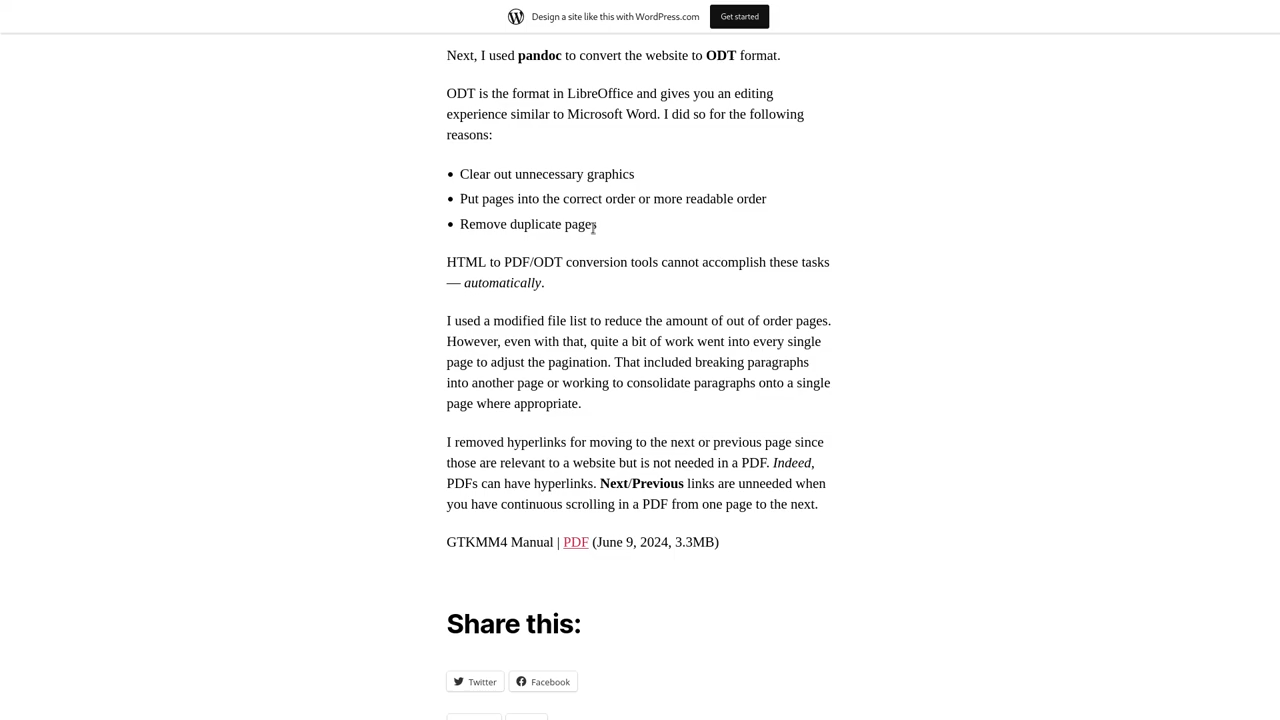 Design a site like this with WordPress.com
Get started
Next, I used pandoc to convert the website to ODT format.
ODT is the format in LibreOffice and gives you an editing
experience similar to Microsoft Word. I did so for the following
reasons:
• Clear out unnecessary graphics
• Put pages into the correct order or more readable order
• Remove duplicate pages
HTML to PDF/ODT conversion tools cannot accomplish these tasks
— automatically.
I used a modified file list to reduce the amount of out of order pages.
However, even with that, quite a bit of work went into every single
page to adjust the pagination. That included breaking paragraphs
into another page or working to consolidate paragraphs onto a single
page where appropriate.
I removed hyperlinks for moving to the next or previous page since
those are relevant to a website but is not needed in a PDF. Indeed,
PDFs can have hyperlinks. Next/Previous links are unneeded when
you have continuous scrolling in a PDF from one page to the next.
GTKMM4 Manual | PDF (June 9, 2024, 3.3MB)
Share this:
Twitter
Facebook